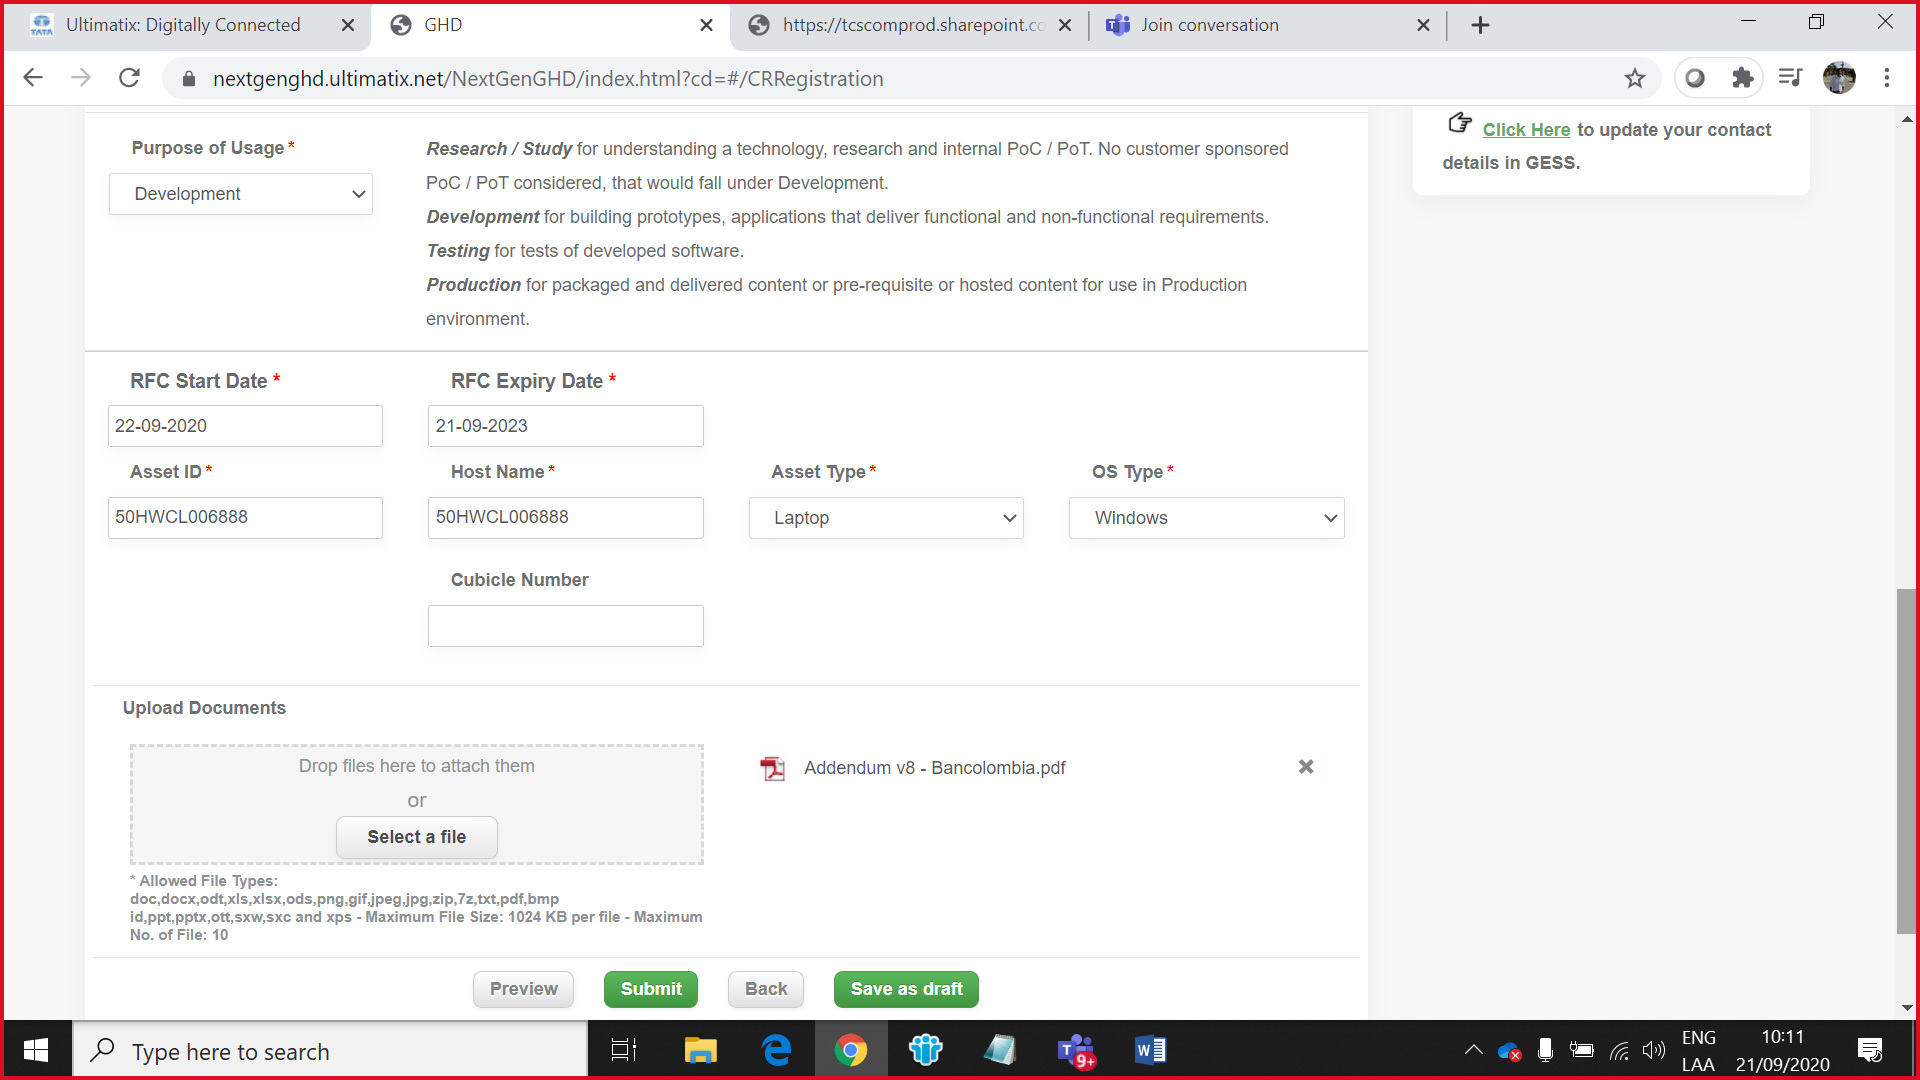 Ultimatix: Digitally Connected
GHD
https://tcscomprod.sharepoint.co
Join conversation
nextgenghd.ultimatix.net/NextGenGHD/index.html?cd=#/CRRegistration
Click Here to update your contact
details in GESS.
Purpose of Usage *
Development
Research / Study for understanding a technology, research and internal PoC / PoT. No customer sponsored
PoC / PoT considered, that would fall under Development.
Development for building prototypes, applications that deliver functional and non-functional requirements.
Testing for tests of developed software.
Production for packaged and delivered content or pre-requisite or hosted content for use in Production
environment.
RFC Start Date *
RFC Expiry Date *
22-09-2020
21-09-2023
Asset ID *
Host Name *
Asset Type *
OS Type *
50HWCL006888
50HWCL006888
Laptop
Windows
Cubicle Number
Upload Documents
Drop files here to attach them
or
Select a file
Addendum v8 - Bancolombia.pdf
* Allowed File Types:
doc,docx,odt,xls,xlsx,ods,png,gif,jpeg,jpg,zip,7z,txt,pdf,bmp
id,ppt,pptx,ott,sxw,sxc and xps - Maximum File Size: 1024 KB per file - Maximum
No. of File: 10
Preview
Submit
Back
Save as draft
Type here to search
9+
ENG
LAA
10:11
21/09/2020